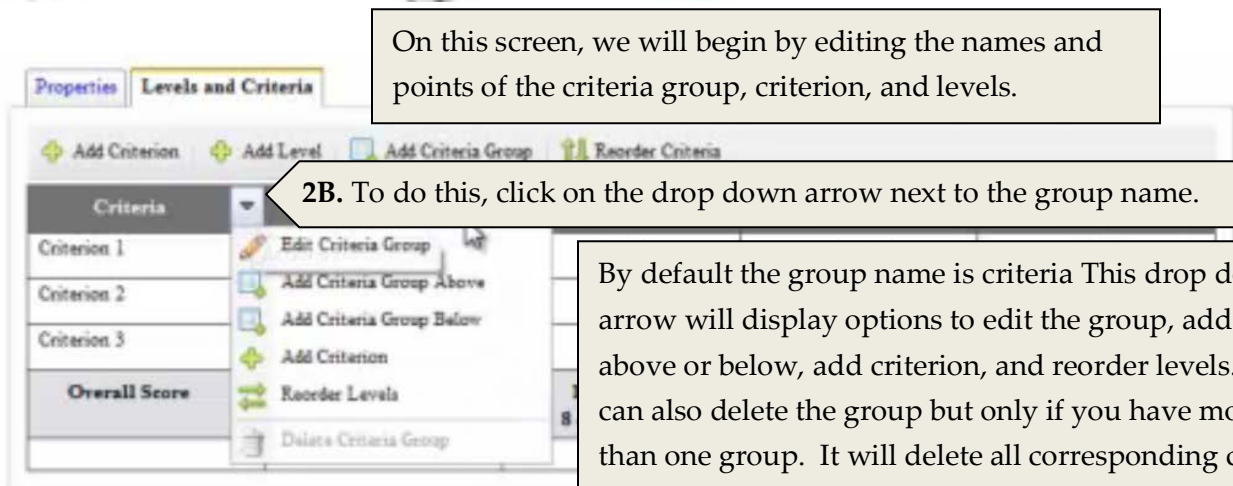 On this screen, we will begin by editing the names and
points of the criteria group, criterion, and levels.
Properties Levels and Criteria
Add Criterion Add Level Add Criteria Group Reorder Criteria
2B. To do this, click on the drop down arrow next to the group name.
Criteria
Edit Criteria Group
Add Criteria Group Above
Add Criteria Group Below
Add Criterion
Reorder Levels
Delete Criteria Group
Criterion 1
Criterion 2
Criterion 3
Overall Score
8
By default the group name is criteria This drop
arrow will display options to edit the group, add
above or below, add criterion, and reorder levels.
can also delete the group but only if you have
than one group. It will delete all corresponding